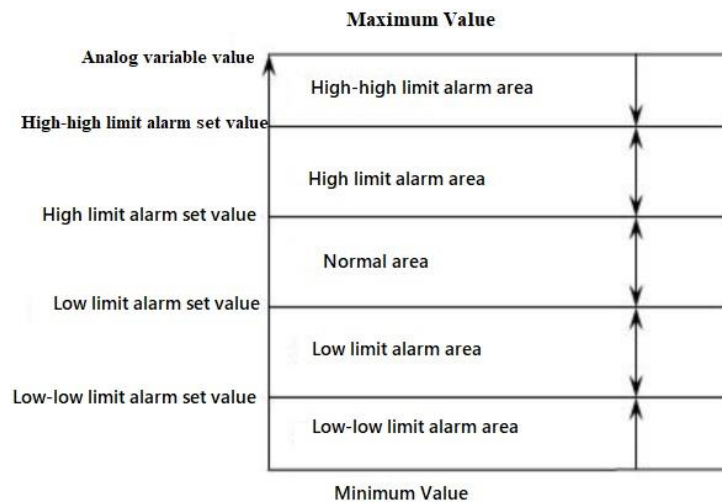 Maximum Value
Analog variable value
High-high limit alarm area
High-high limit alarm set value
High limit alarm area
High limit alarm set value
Normal area
Low limit alarm set value
Low limit alarm area
Low-low limit alarm set value
Low-low limit alarm area
Minimum Value